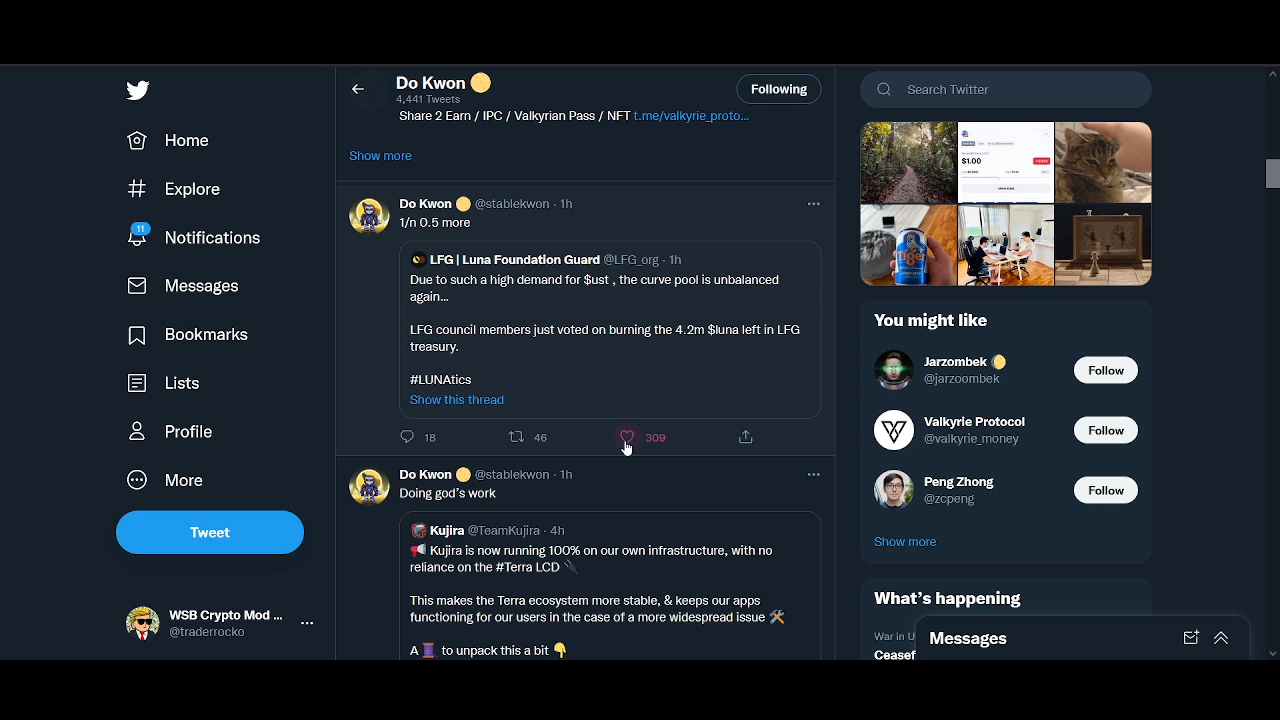 Home
Explore
11
Notifications
Messages
Bookmarks
Lists
Profile
More
Tweet
WSB Crypto Mod ...
@traderrocko
Do Kwon
4,441 Tweets
Following
Share 2 Earn / IPC / Valkyrian Pass / NFT t.me/valkyrie_proto...
Show more
Do Kwon @stablekwon · 1h
1/n 0.5 more
LFG | Luna Foundation Guard @LFG_org · 1h
Due to such a high demand for $ust , the curve pool is unbalanced
again...
LFG council members just voted on burning the 4.2m $luna left in LFG
treasury.
#LUNAtics
Show this thread
18 46 309
Do Kwon @stablekwon · 1h
Doing god's work
Kujira @TeamKujira · 4h
Kujira is now running 100% on our own infrastructure, with no
reliance on the #Terra LCD
This makes the Terra ecosystem more stable, & keeps our apps
functioning for our users in the case of a more widespread issue
A to unpack this a bit
Search Twitter
$1.00
Tiger
You might like
Jarzombek
@jarzoombek
Follow
Valkyrie Protocol
@valkyrie_money
Follow
Peng Zhong
@zcpeng
Follow
Show more
What's happening
War in U
Ceasef
Messages